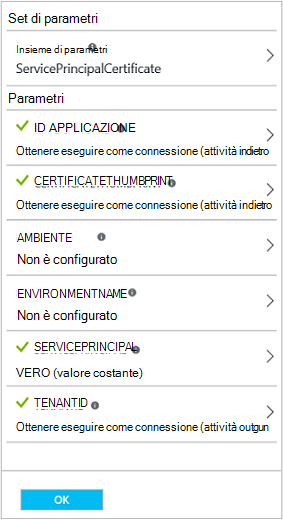 Set di parametri
Insieme di parametri
ServicePrincipalCertificate
Parametri
ID APPLICAZIONE
Ottenere eseguire come connessione (attività indietro
CERTIFICATETHUMBPRINT
Ottenere eseguire come connessione (attività indietro
AMBIENTE
Non è configurato
ENVIRONMENTNAME
Non è configurato
SERVICEPRINCIPAL
VERO (valore costante)
TENANTID
Ottenere eseguire come connessione (attività outgun
OK